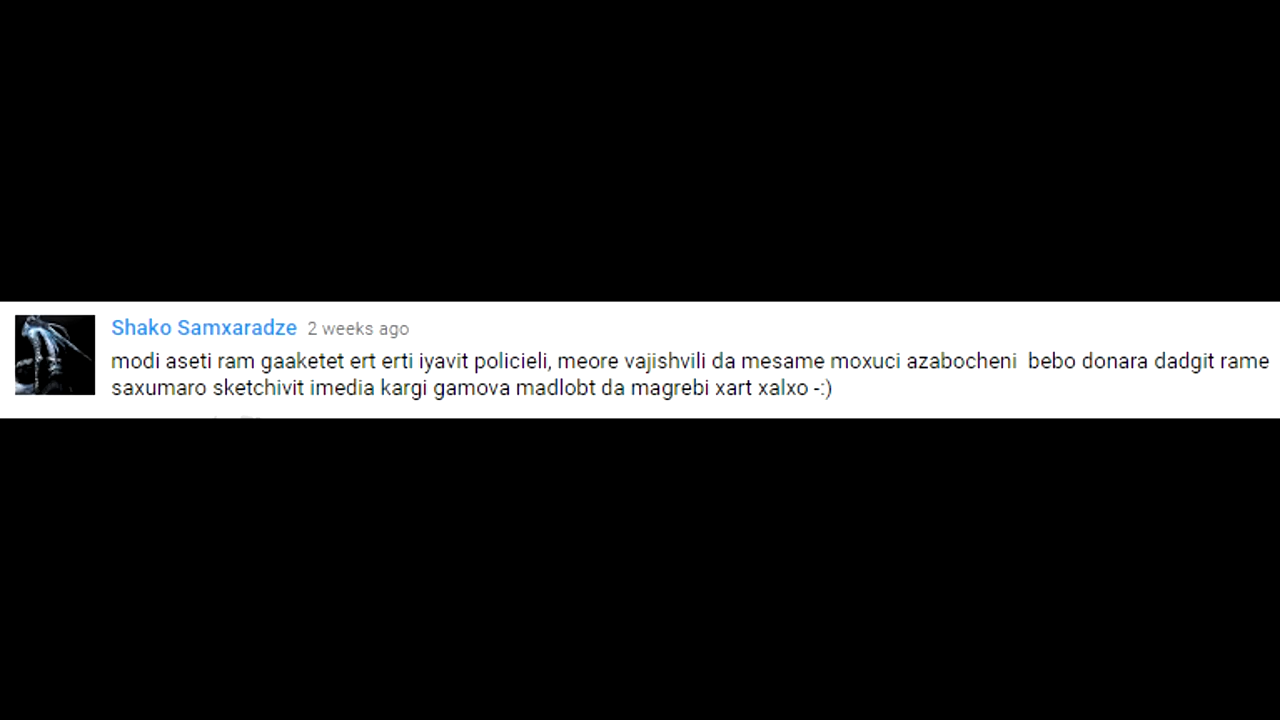 Shako Samxaradze 2 weeks ago
modi aseti ram gaaketet ert erti iyavit policieli, meore vajishvili da mesame moxuci azabocheni bebo donara dadgit rame
saxumaro sketchivit imedia kargi gamova madlobt da magrebi xart xalxo -:)